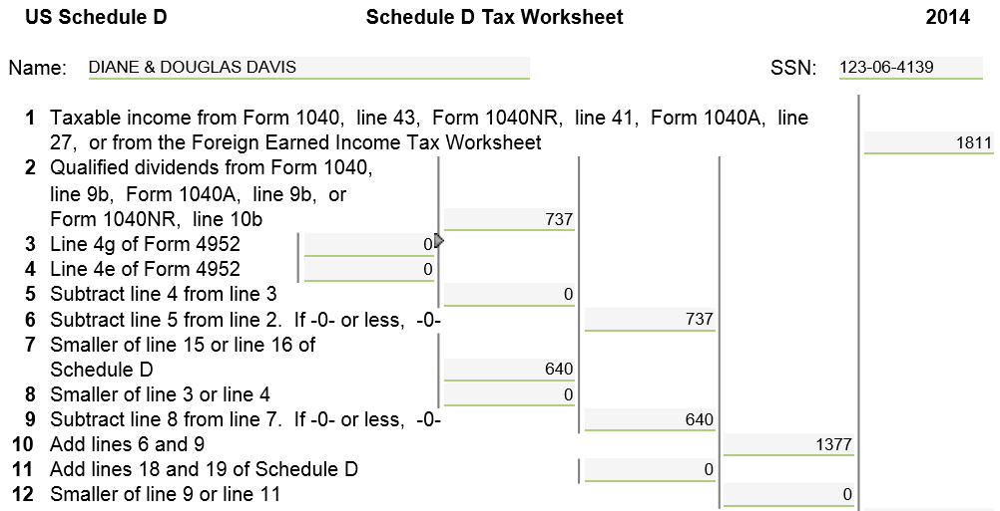 US Schedule D Schedule D Tax Worksheet 2014
Name: DIANE & DOUGLAS DAVIS SSN: 123-06-4139
1 Taxable income from Form 1040, line 43, Form 1040NR, line 41, Form 1040A, line
27, or from the Foreign Earned Income Tax Worksheet 1811
2 Qualified dividends from Form 1040,
line 9b, Form 1040A, line 9b, or
Form 1040NR, line 10b 737
3 Line 4g of Form 4952 0
4 Line 4e of Form 4952 0
5 Subtract line 4 from line 3 0
6 Subtract line 5 from line 2. If -0- or less, -0- 737
7 Smaller of line 15 or line 16 of
Schedule D 640
8 Smaller of line 3 or line 4 0
9 Subtract line 8 from line 7. If -0- or less, -0- 640
10 Add lines 6 and 9 1377
11 Add lines 18 and 19 of Schedule D 0
12 Smaller of line 9 or line 11 0